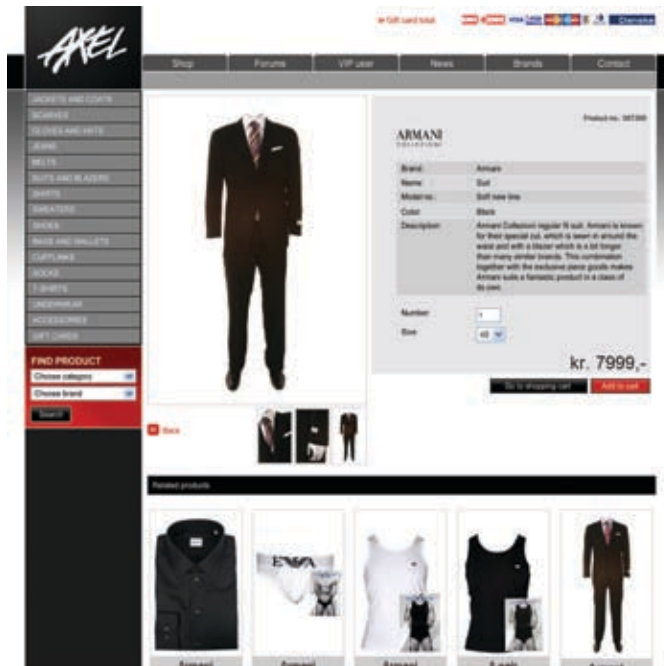 AXEL
Gift card total
VISA
Danske
Shop
Forums
VIP user
News
Brands
Contact
JACKETS AND COATS
SCARVES
GLOVES AND HATS
JEANS
BELTS
SUITS AND BLAZERS
SHIRTS
SWEATERS
SHOES
BAGS AND WALLETS
CUFFLINKS
SOCKS
T-SHIRTS
UNDERWEAR
ACCESSORIES
GIFT CARDS
FIND PRODUCT
Choose category
Choose brand
Search
Product no.
ARMANI
COLLEZIONI
Brand: Armani
Name: Suit
Model no.: Soft new line
Color: Black
Description: Armani Collezioni regular fit suit. Armani is known
for their special cut, which is sewn in around the
waist and with a blazer which is a bit longer
than many similar brands. This combination
together with the exclusive piece goods makes
Armani suits a fantastic product in a class of
its own.
Number: 1
Size: 48
kr. 7999,-
Go to shopping cart
Add to cart
Back
Related products
Armani
Armani
Armani